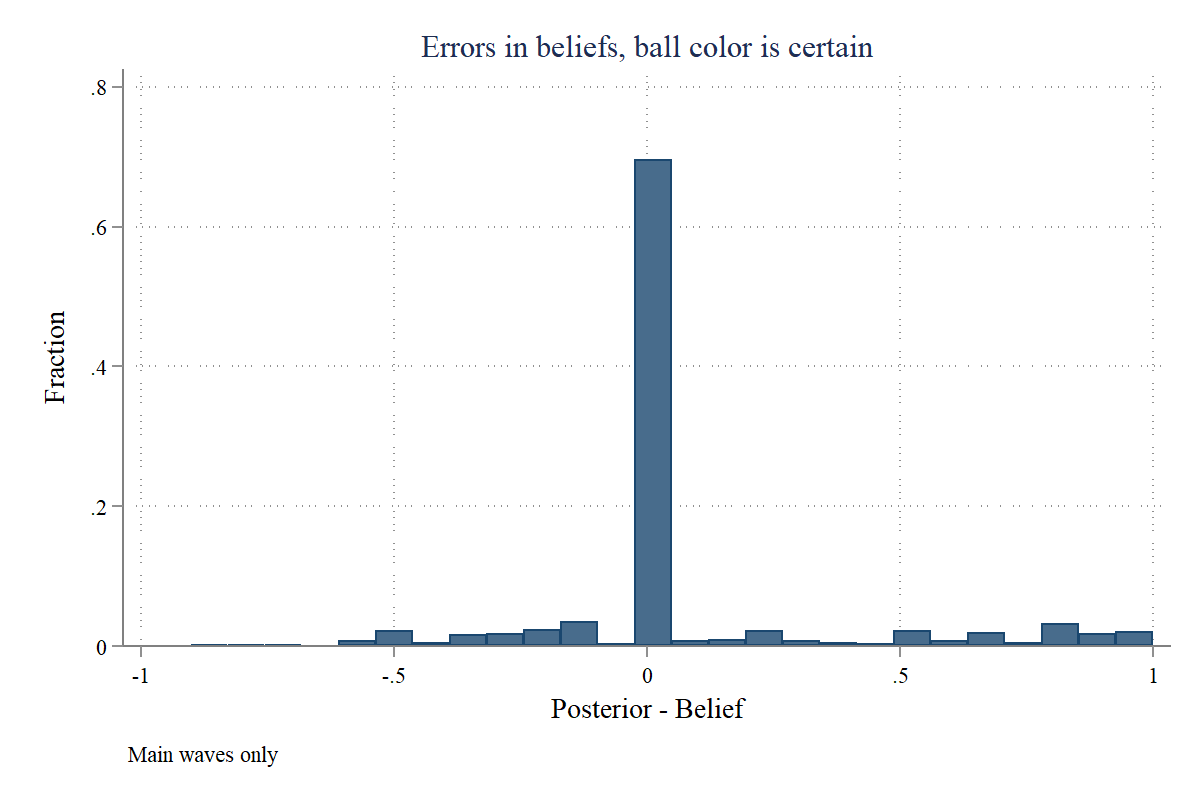 Errors in beliefs, ball color is certain
.8
.6
.4
.2
0
Fraction
-1
-.5
0
.5
1
Posterior - Belief
Main waves only